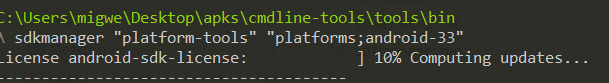 C:\Users\migwe\Desktop\apks\cmdline-tools\tools\bin
\ sdkmanager "platform-tools" "platforms;android-33"
License android-sdk-license:          ] 10% Computing updates...
---------------------------------------